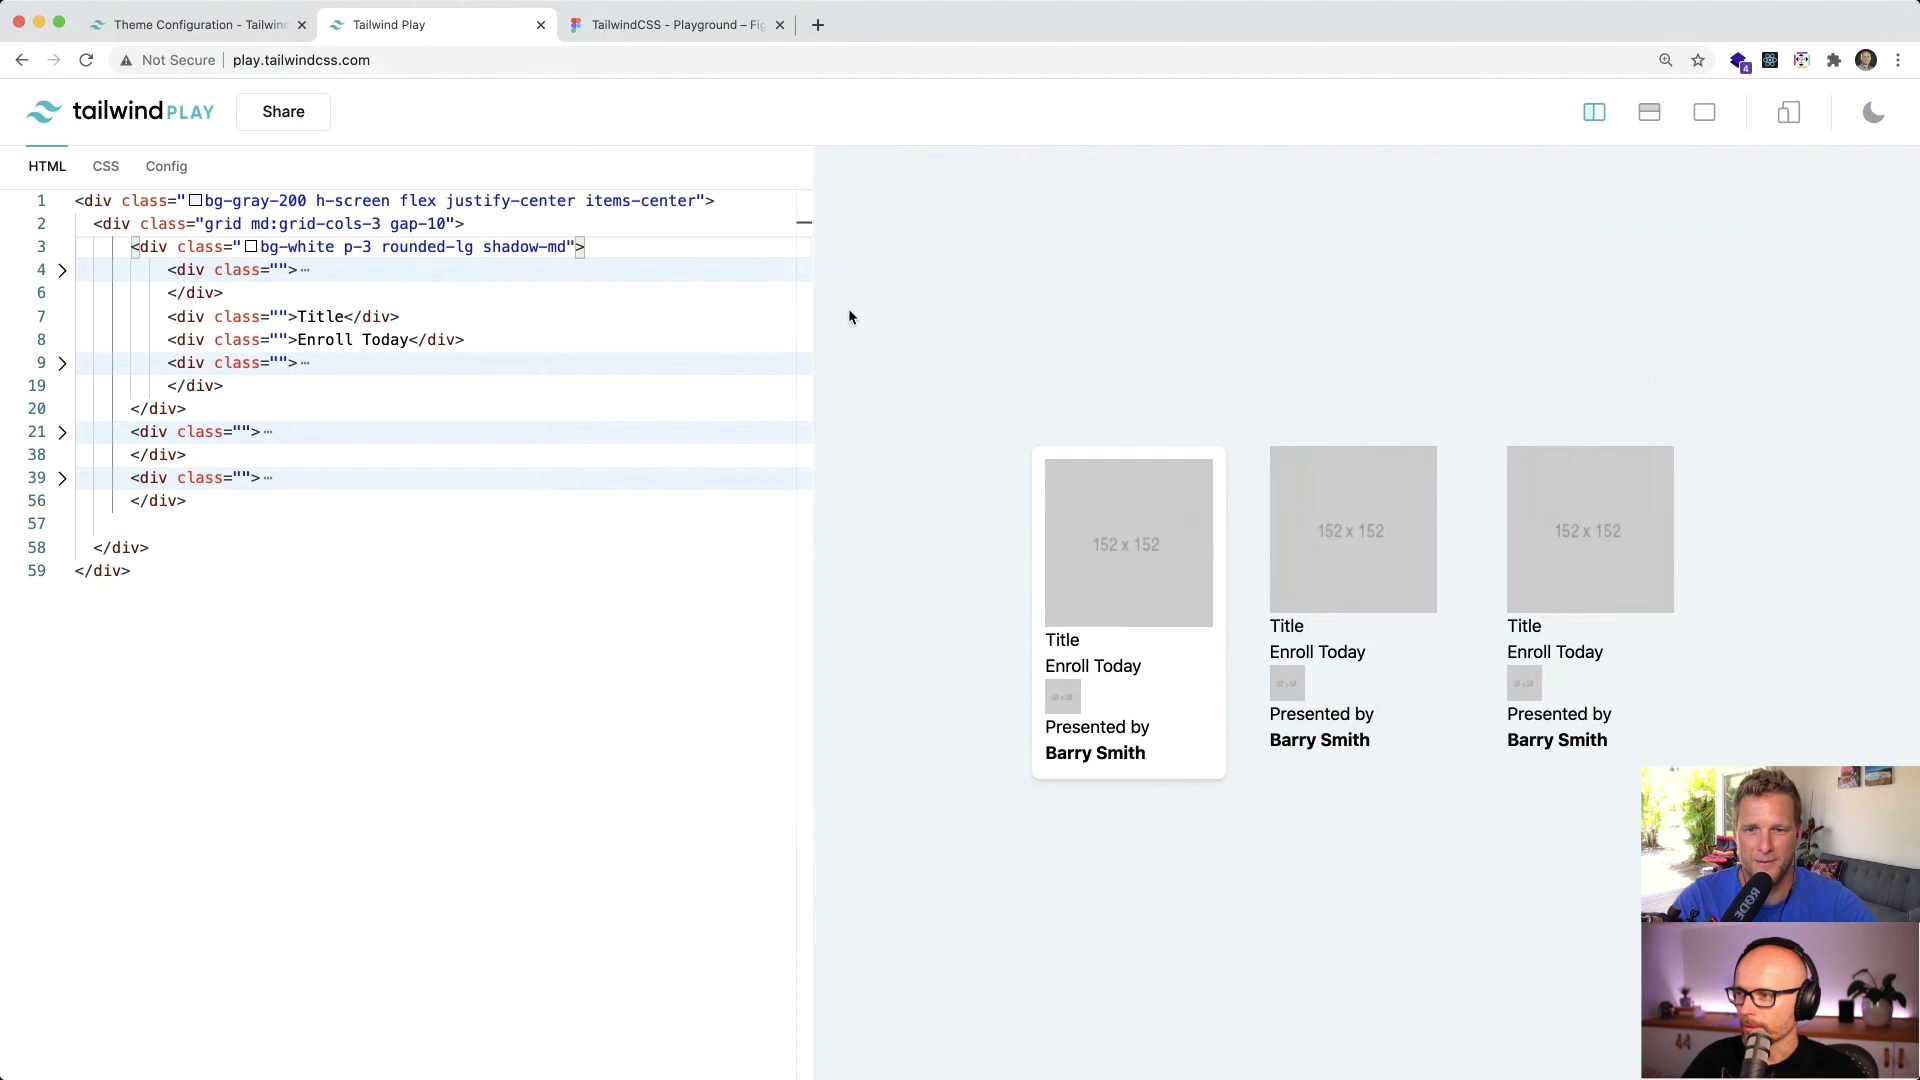 Theme Configuration - Tailwind
Tailwind Play
TailwindCSS - Playground – Fig
Not Secure
play.tailwindcss.com
4
tailwind PLAY
Share
HTML
CSS
Config
1 <div class="bg-gray-200 h-screen flex justify-center items-center">
2 <div class="grid md:grid-cols-3 gap-10">
3 <div class="bg-white p-3 rounded-lg shadow-md">
4 <div class="">⋯
6 </div>
7 <div class="">Title</div>
8 <div class="">Enroll Today</div>
9 <div class="">⋯
19 </div>
20 </div>
21 <div class="">⋯
38 </div>
39 <div class="">⋯
56 </div>
57
58 </div>
59 </div>
152 x 152
Title
Enroll Today
Presented by
Barry Smith
152 x 152
Title
Enroll Today
Presented by
Barry Smith
152 x 152
Title
Enroll Today
Presented by
Barry Smith
RØDE